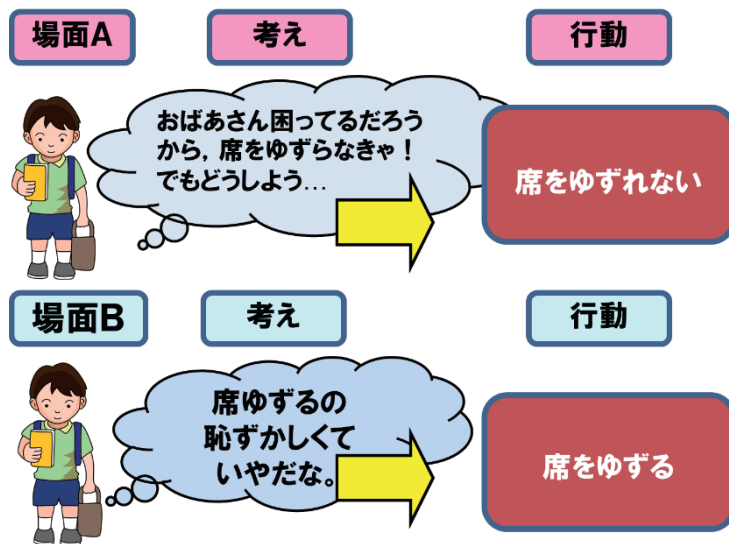 場面A
考え
行動
おばあさん困ってるだろう
から，席をゆずらなきゃ！
でもどうしよう…
席をゆずれない
場面B
考え
行動
席ゆずるの
恥ずかしくて
いやだな。
席をゆずる